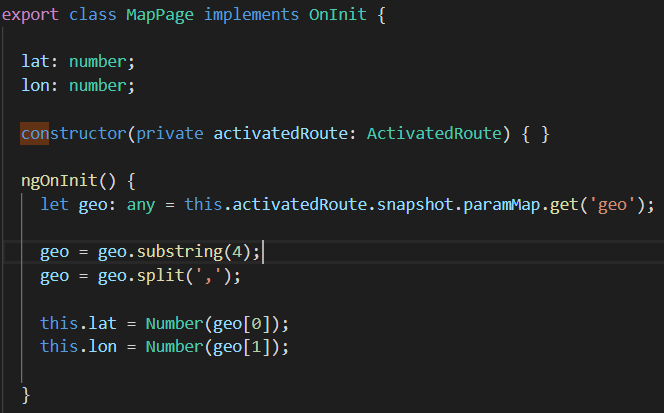 export class MapPage implements OnInit {
lat: number;
lon: number;
constructor(private activatedRoute: ActivatedRoute) { }
ngOnInit() {
let geo: any = this.activatedRoute.snapshot.paramMap.get('geo');
geo = geo.substring(4);
geo = geo.split(',');
this.lat = Number(geo[0]);
this.lon = Number(geo[1]);
}